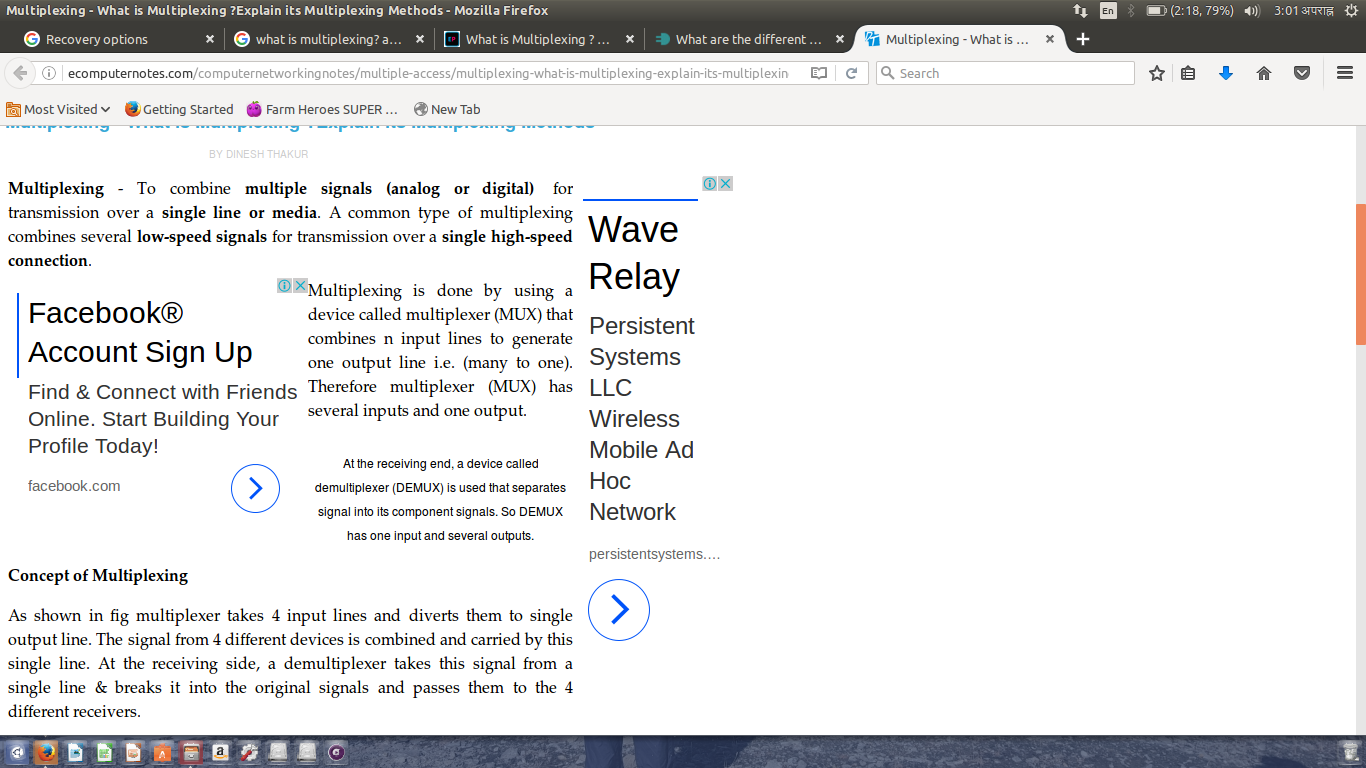 Multiplexing - What is Multiplexing ?Explain its Multiplexing Methods - Mozilla Firefox
En
(2:18, 79%)
3:01 अपराह्न
Recovery options
what is multiplexing? a...
What is Multiplexing ? ...
What are the different ...
Multiplexing - What is ...
ecomputernotes.com/computernetworkingnotes/multiple-access/multiplexing-what-is-multiplexing-explain-its-multiplexin
Search
Most Visited
Getting Started
Farm Heroes SUPER ...
New Tab
Multiplexing - What is Multiplexing ?Explain its Multiplexing Methods
BY DINESH THAKUR
Multiplexing - To combine multiple signals (analog or digital) for
transmission over a single line or media. A common type of multiplexing
combines several low-speed signals for transmission over a single high-speed
connection.
Facebook®
Account Sign Up
Find & Connect with Friends
Online. Start Building Your
Profile Today!
facebook.com
Multiplexing is done by using a
device called multiplexer (MUX) that
combines n input lines to generate
one output line i.e. (many to one).
Therefore multiplexer (MUX) has
several inputs and one output.
At the receiving end, a device called
demultiplexer (DEMUX) is used that separates
signal into its component signals. So DEMUX
has one input and several outputs.
Concept of Multiplexing
As shown in fig multiplexer takes 4 input lines and diverts them to single
output line. The signal from 4 different devices is combined and carried by this
single line. At the receiving side, a demultiplexer takes this signal from a
single line & breaks it into the original signals and passes them to the 4
different receivers.
Wave
Relay
Persistent
Systems
LLC
Wireless
Mobile Ad
Hoc
Network
persistentsystems....